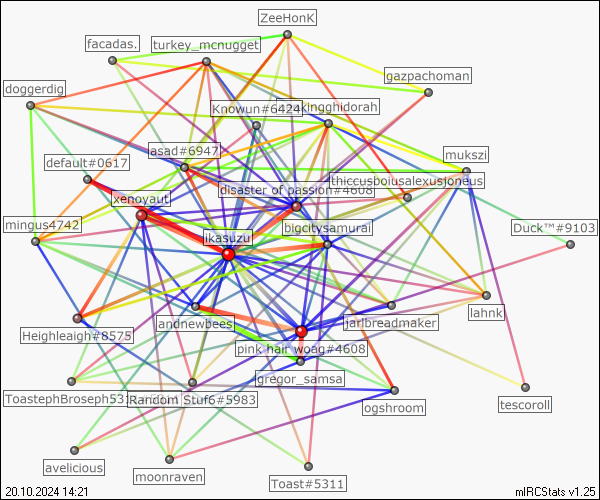 ZeeHonK
facadas.
turkey_mcnugget
gazpachoman
doggerdig
Knowun#6424
kingghidorah
asad#6947
mukszi
default#0617
thiccusboiusalexusjoneus
disaster of passion#4608
xenoyaut
mingus4742
ikasuzu
bigcitysamurai
Duck™#9103
lahnk
andnewbees
jarlbreadmaker
Heighleaigh#8575
pink hair woag#4608
gregor_samsa
ToastephBroseph531
Random Stuf6#5983
ogshroom
tescoroll
avelicious
moonraven
Toast#5311
20.10.2024 14:21
mIRCStats v1.25